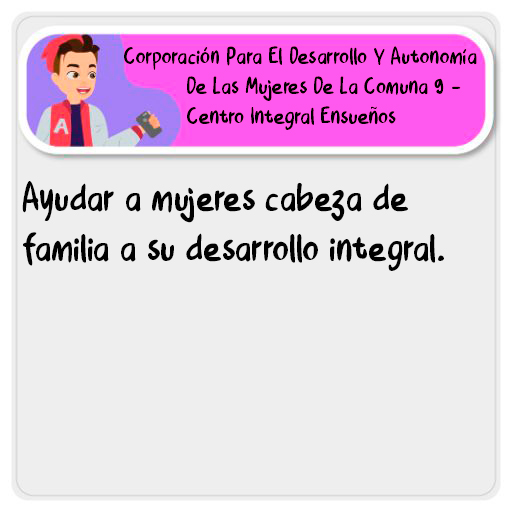 Corporación Para El Desarrollo Y Autonomía
De Las Mujeres De La Comuna 9 -
Centro Integral Ensueños
A
Ayudar a mujeres cabeza de
familia a su desarrollo integral.